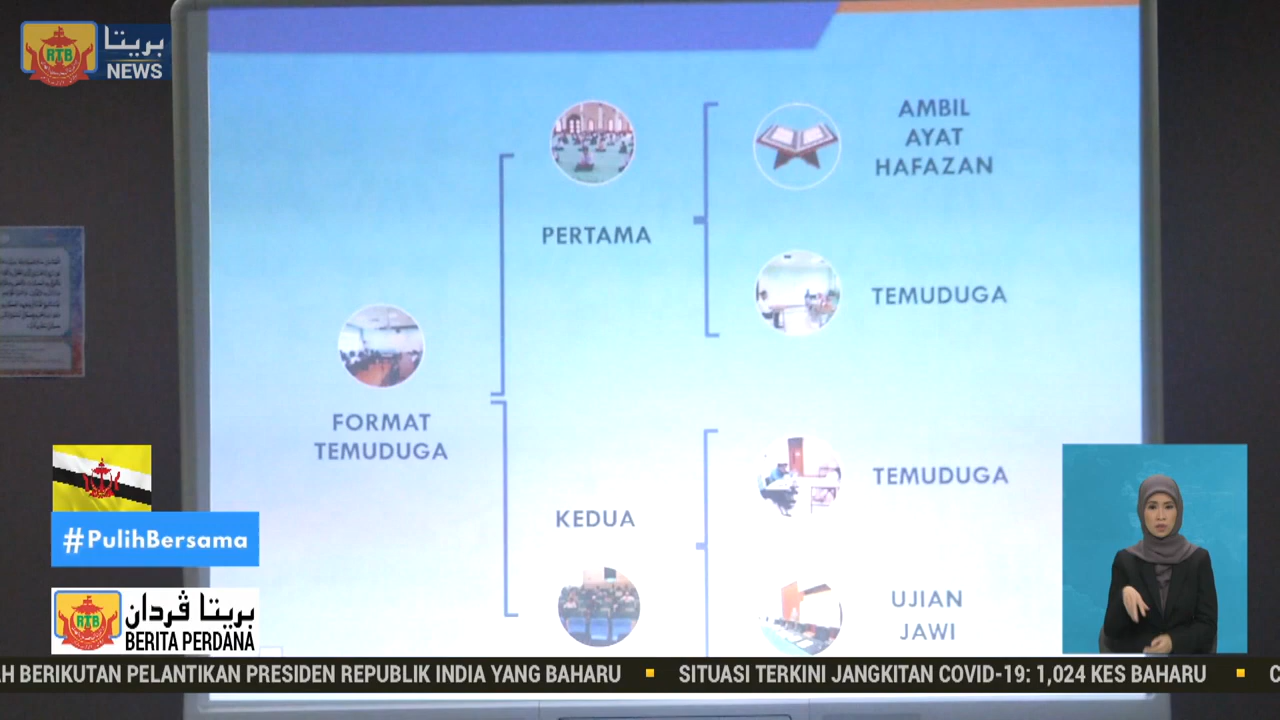 RTB
بريتا
NEWS
AMBIL
AYAT
HAFAZAN
PERTAMA
TEMUDUGA
FORMAT
TEMUDUGA
TEMUDUGA
KEDUA
UJIAN
JAWI
#PulihBersama
RTB
بريتا ڤردان
BERITA PERDANA
H BERIKUTAN PELANTIKAN PRESIDEN REPUBLIK INDIA YANG BAHARU ▪ SITUASI TERKINI JANGKITAN COVID-19: 1,024 KES BAHARU ▪ C